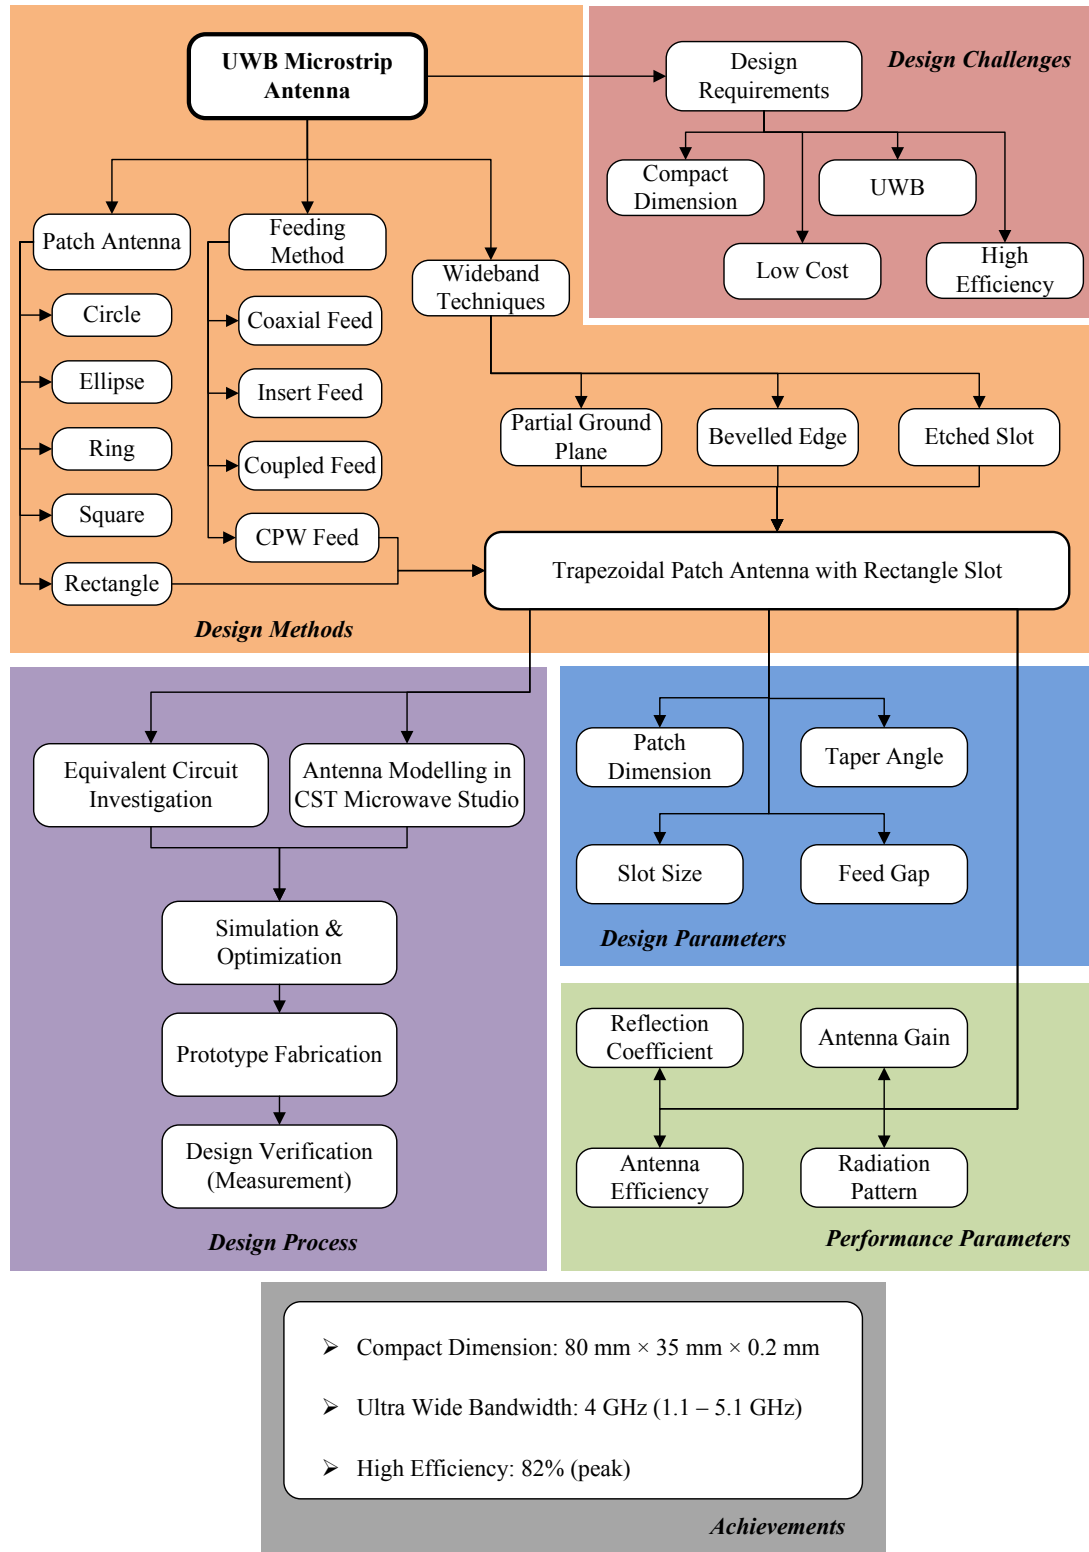 UWB Microstrip
Antenna
Design
Requirements
Design Challenges
Compact
Dimension
UWB
Low Cost
High
Efficiency
Patch Antenna
Feeding
Method
Wideband
Techniques
Circle
Ellipse
Ring
Square
Rectangle
Coaxial Feed
Insert Feed
Coupled Feed
CPW Feed
Partial Ground
Plane
Bevelled Edge
Etched Slot
Trapezoidal Patch Antenna with Rectangle Slot
Design Methods
Equivalent Circuit
Investigation
Antenna Modelling in
CST Microwave Studio
Simulation &
Optimization
Prototype Fabrication
Design Verification
(Measurement)
Design Process
Patch
Dimension
Taper Angle
Slot Size
Feed Gap
Design Parameters
Reflection
Coefficient
Antenna Gain
Antenna
Efficiency
Radiation
Pattern
Performance Parameters
➢ Compact Dimension: 80 mm × 35 mm × 0.2 mm
➢ Ultra Wide Bandwidth: 4 GHz (1.1 – 5.1 GHz)
➢ High Efficiency: 82% (peak)
Achievements